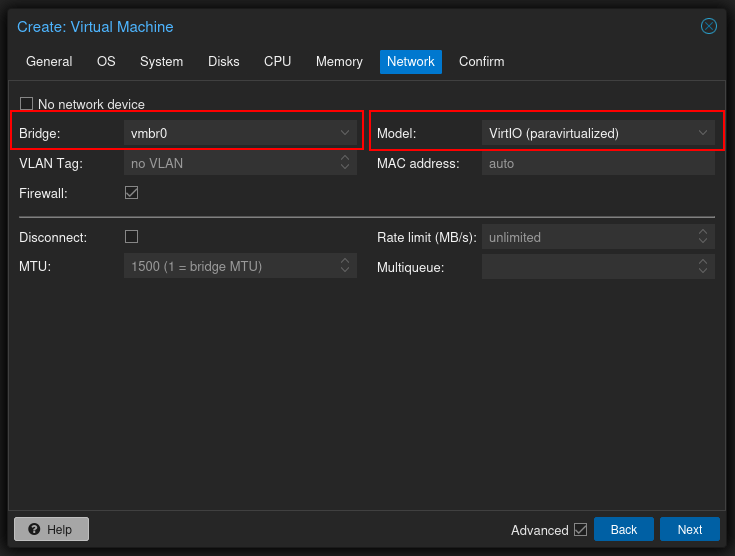 Create: Virtual Machine
General OS System Disks CPU Memory Network Confirm
No network device
Bridge: vmbr0 Model: VirtIO (paravirtualized)
VLAN Tag: no VLAN MAC address: auto
Firewall:
Disconnect: Rate limit (MB/s): unlimited
MTU: 1500 (1 = bridge MTU) Multiqueue:
? Help Advanced Back Next